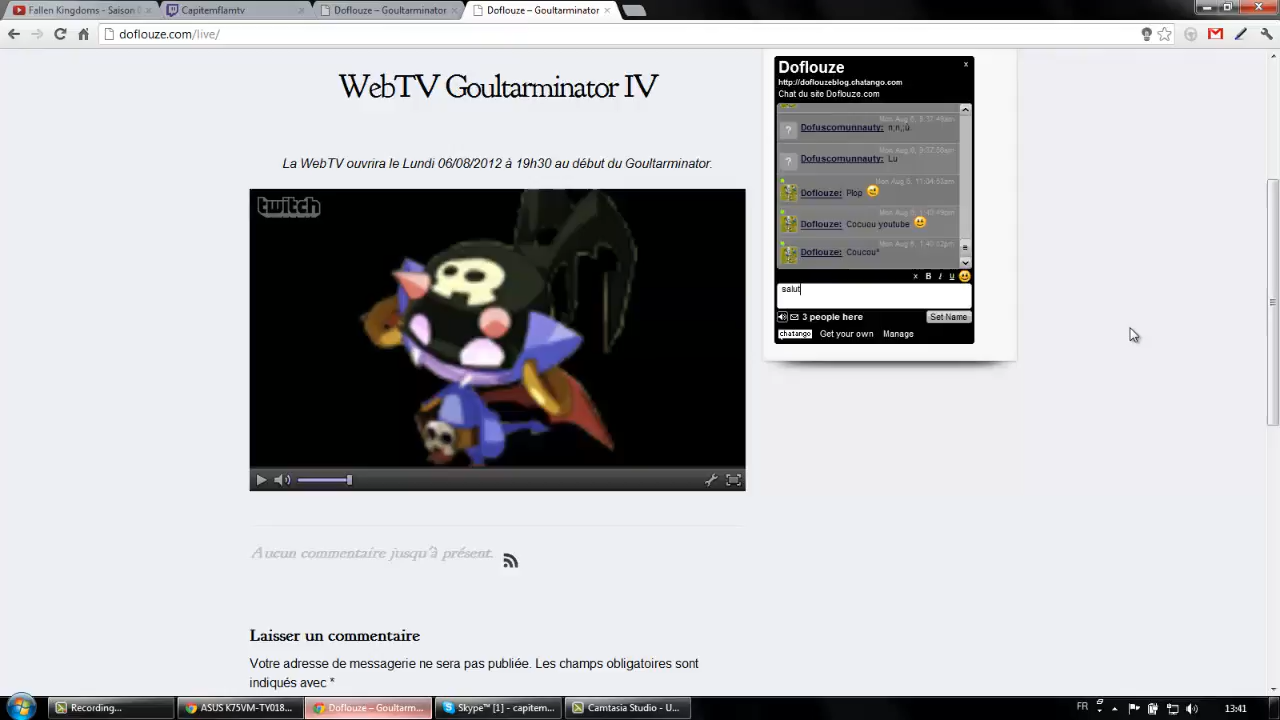 Fallen Kingdoms - Saison
Capitemflamtv
Doflouze – Goultarminator
Doflouze – Goultarminator
doflouze.com/live/
WebTV Goultarminator IV
La WebTV ouvrira le Lundi 06/08/2012 à 19h30 au début du Goultarminator.
twitch
Aucun commentaire jusqu'à présent.
Laisser un commentaire
Votre adresse de messagerie ne sera pas publiée. Les champs obligatoires sont
indiqués avec *
Doflouze
x
http://doflouzeblog.chatango.com
Chat du site Doflouze.com
Dofuscomunnauty:
Dofuscomunnauty: Lu
Doflouze: Plop
Doflouze: Cocuou youtube
Doflouze: Coucou*
x B i U
salut
3 people here
Set Name
chatango Get your own Manage
Recording...
ASUS K75VM-TY018...
Doflouze – Goultarm...
Skype™ [1] - capitem...
Camtasia Studio - U...
FR
13:41